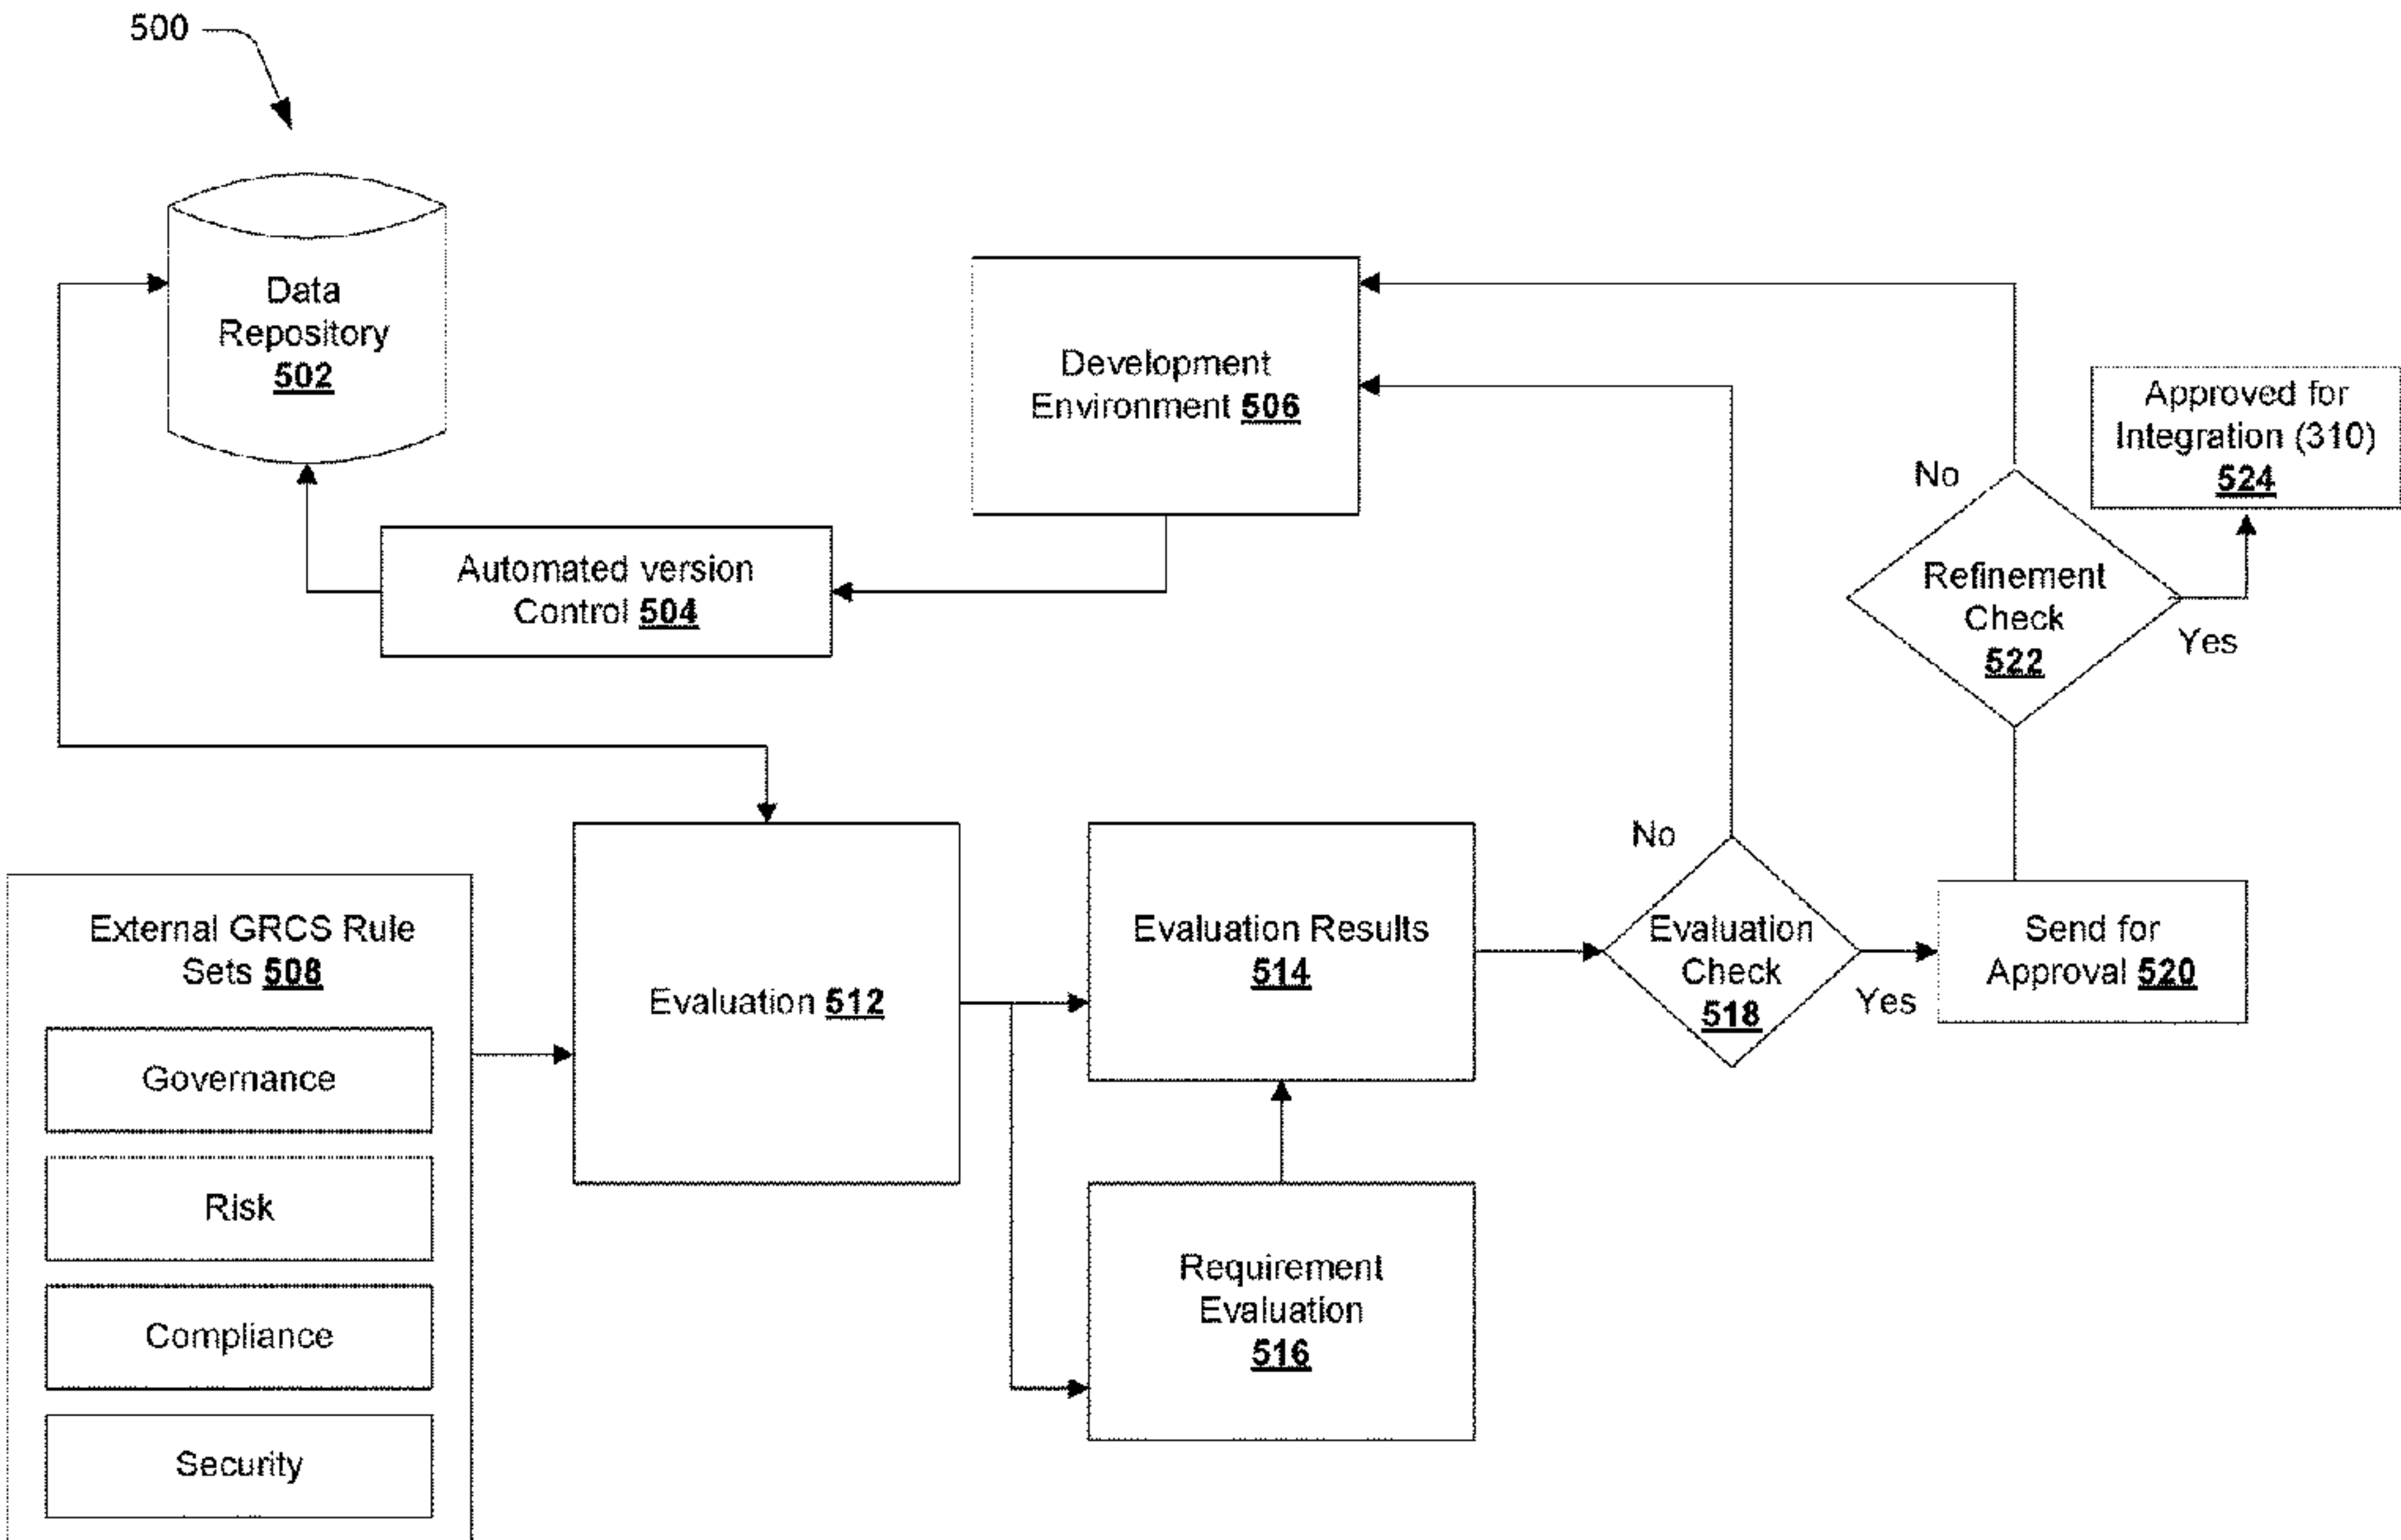 500
Data
Repository
502
Development
Environment 506
Approved for
Integration (310)
524
No
Automated version
Control 504
Refinement
Check
522
Yes
External GRCS Rule
Sets 508
Governance
Risk
Compliance
Security
Evaluation 512
Evaluation Results
514
Requirement
Evaluation
516
No
Evaluation
Check
518
Yes
Send for
Approval 520